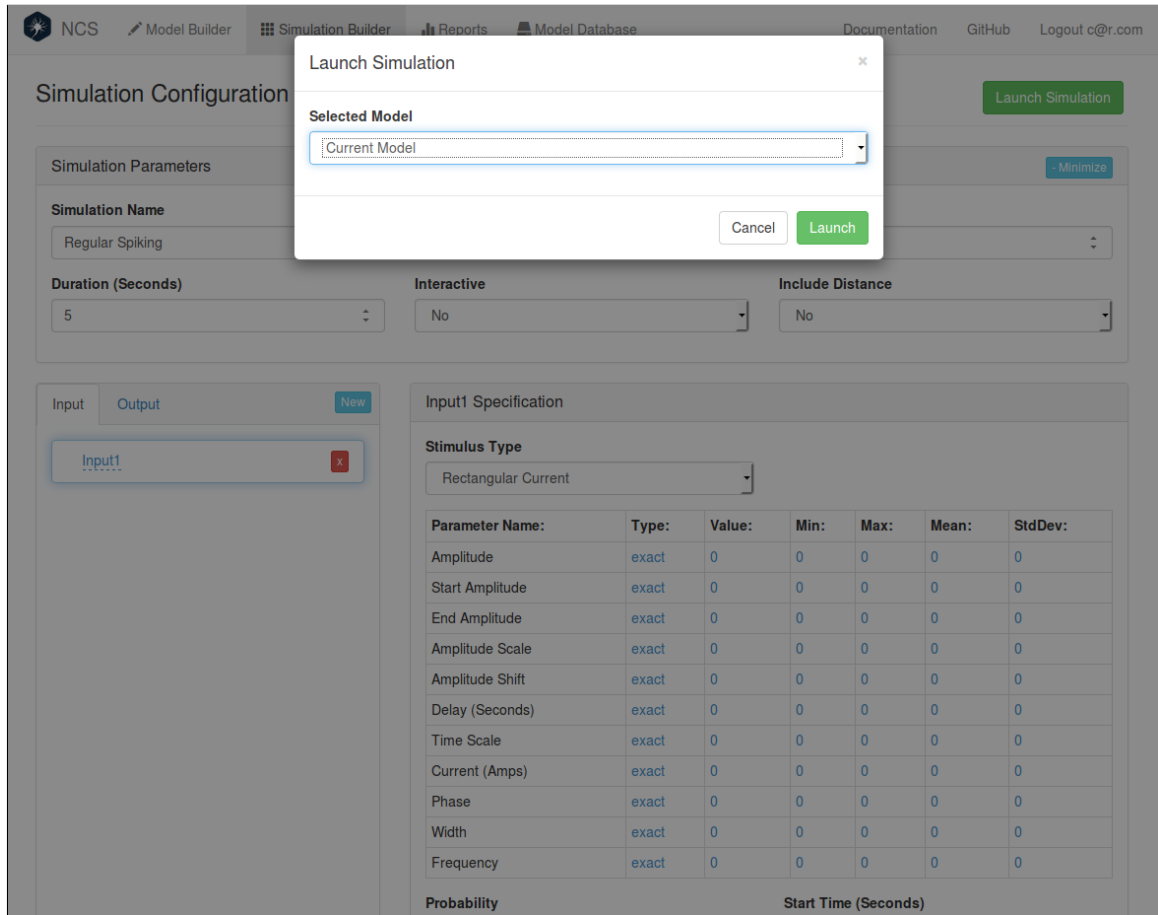 NCS Model Builder Simulation Builder Reports Model Database Documentation GitHub Logout c@r.com
Launch Simulation ×
Simulation Configuration
Launch Simulation
Selected Model
Current Model
Simulation Parameters
- Minimize
Simulation Name
Regular Spiking
Cancel Launch
Duration (Seconds) Interactive Include Distance
5 No No
Input Output New
Input1 x
Input1 Specification
Stimulus Type
Rectangular Current
Parameter Name: Type: Value: Min: Max: Mean: StdDev:
Amplitude exact 0 0 0 0 0
Start Amplitude exact 0 0 0 0 0
End Amplitude exact 0 0 0 0 0
Amplitude Scale exact 0 0 0 0 0
Amplitude Shift exact 0 0 0 0 0
Delay (Seconds) exact 0 0 0 0 0
Time Scale exact 0 0 0 0 0
Current (Amps) exact 0 0 0 0 0
Phase exact 0 0 0 0 0
Width exact 0 0 0 0 0
Frequency exact 0 0 0 0 0
Probability Start Time (Seconds)